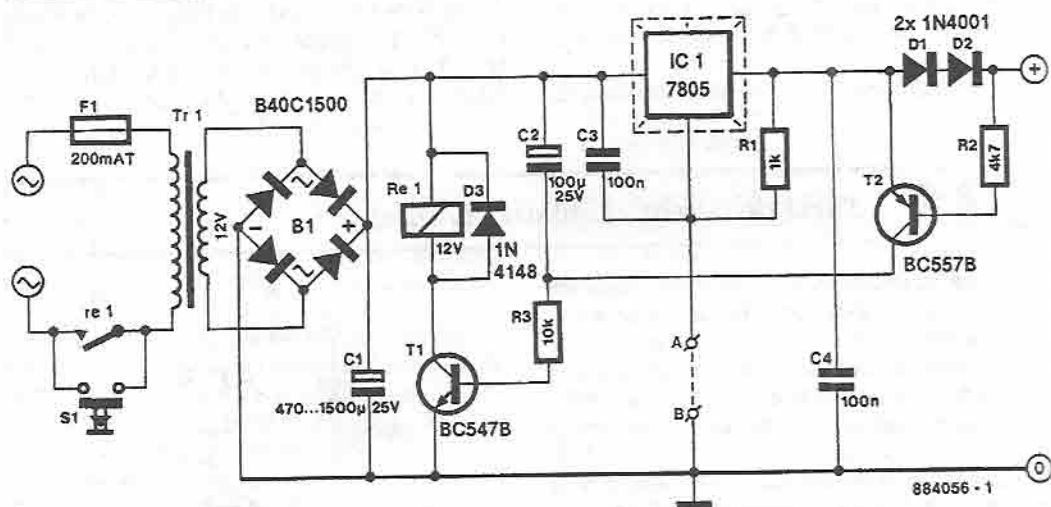 2x 1N4001
D1 D2
IC 1
7805
+
F1
200mAT
Tr 1
B40C1500
12V
B1
−
+
re 1
S1
Re 1
12V
D3
1N
4148
C2
100µ
25V
C3
100n
R1
1k
R2
4k7
T2
BC557B
R3
10k
T1
BC547B
C1
470...1500µ 25V
A
B
C4
100n
0
884056 - 1